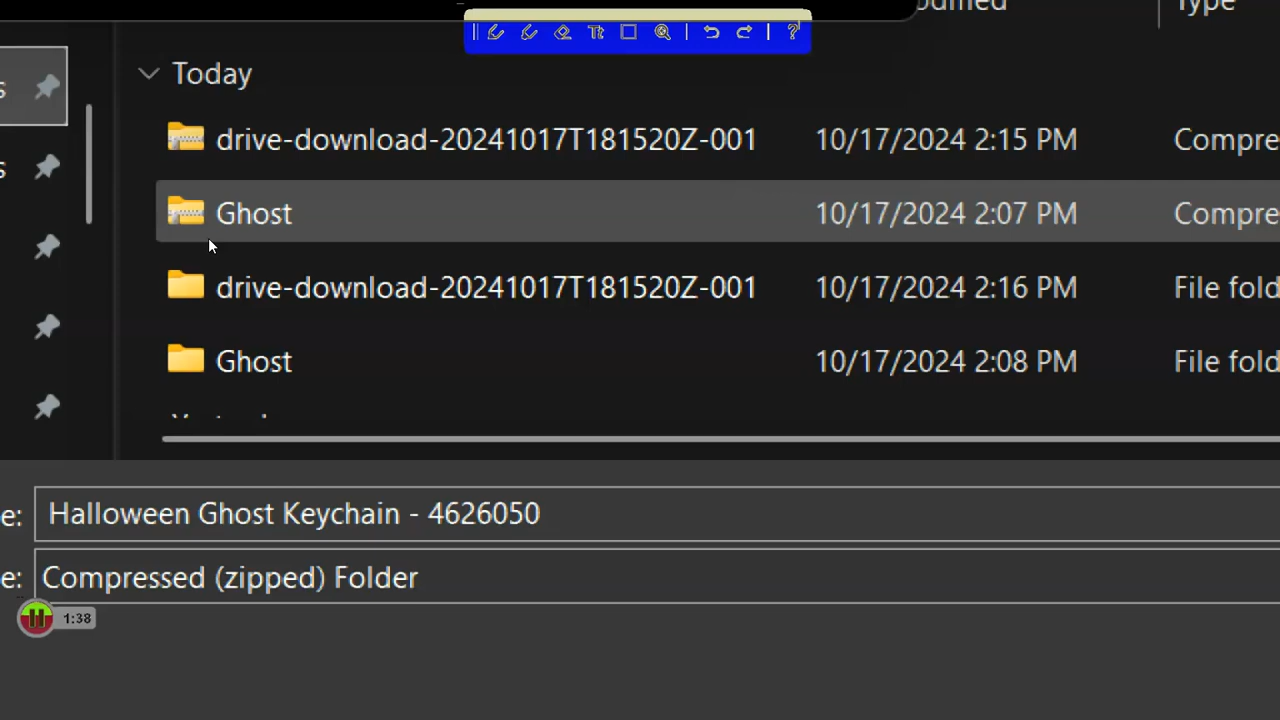 Type
Today
drive-download-20241017T181520Z-001 10/17/2024 2:15 PM Compre
Ghost 10/17/2024 2:07 PM Compre
drive-download-20241017T181520Z-001 10/17/2024 2:16 PM File fold
Ghost 10/17/2024 2:08 PM File fold
e: Halloween Ghost Keychain - 4626050
e: Compressed (zipped) Folder
1:38